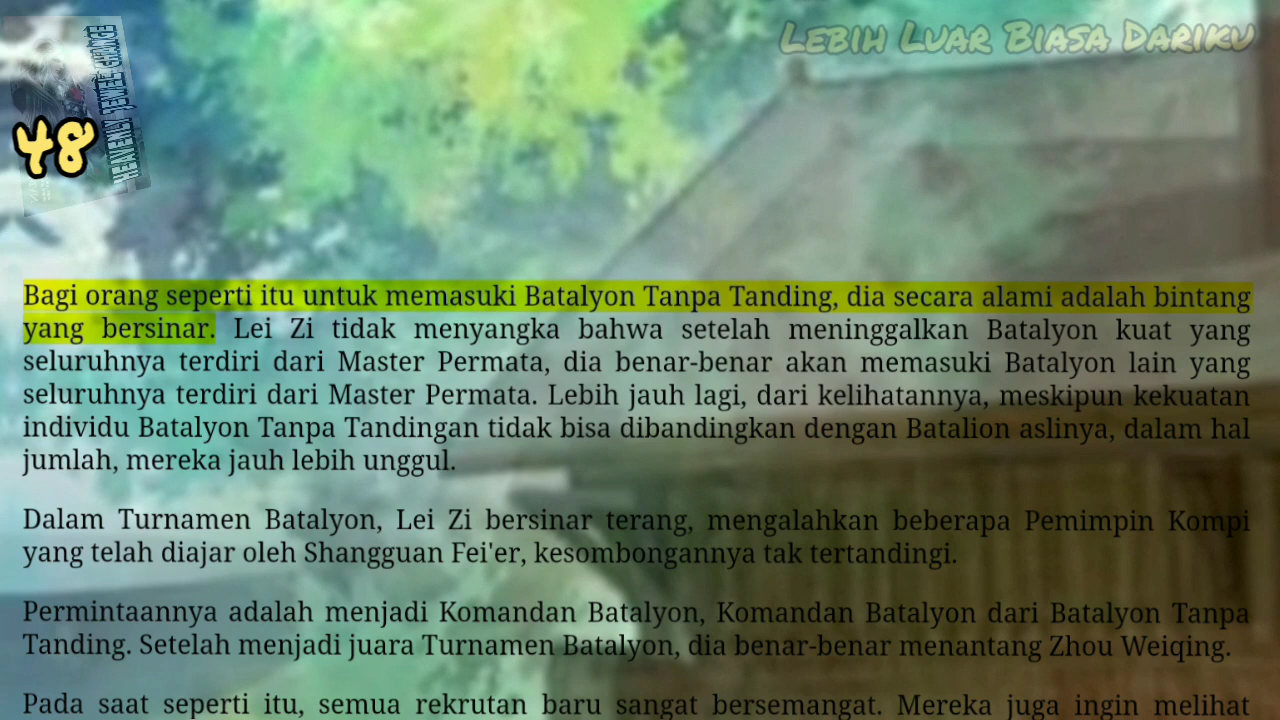 Lebih Luar Biasa Dariku
HEAVENLY JEWEL CHANGE
48
Bagi orang seperti itu untuk memasuki Batalyon Tanpa Tanding, dia secara alami adalah bintang
yang bersinar. Lei Zi tidak menyangka bahwa setelah meninggalkan Batalyon kuat yang
seluruhnya terdiri dari Master Permata, dia benar-benar akan memasuki Batalyon lain yang
seluruhnya terdiri dari Master Permata. Lebih jauh lagi, dari kelihatannya, meskipun kekuatan
individu Batalyon Tanpa Tandingan tidak bisa dibandingkan dengan Batalion aslinya, dalam hal
jumlah, mereka jauh lebih unggul.
Dalam Turnamen Batalyon, Lei Zi bersinar terang, mengalahkan beberapa Pemimpin Kompi
yang telah diajar oleh Shangguan Fei'er, kesombongannya tak tertandingi.
Permintaannya adalah menjadi Komandan Batalyon, Komandan Batalyon dari Batalyon Tanpa
Tanding. Setelah menjadi juara Turnamen Batalyon, dia benar-benar menantang Zhou Weiqing.
Pada saat seperti itu, semua rekrutan baru sangat bersemangat. Mereka juga ingin melihat